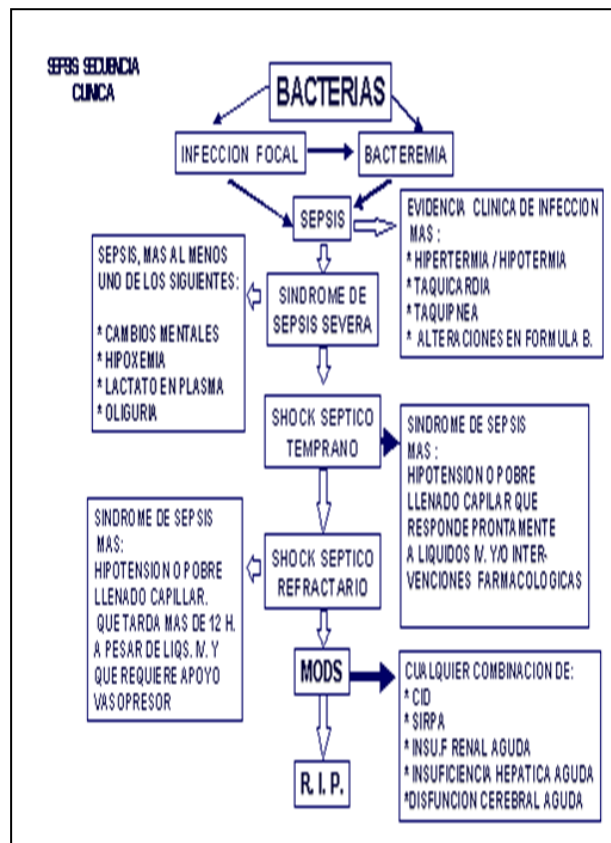 SEPSIS SECUENCIA
CLINICA
BACTERIAS
INFECCION FOCAL
BACTEREMIA
SEPSIS
EVIDENCIA CLINICA DE INFECCION
MAS :
* HIPERTERMIA / HIPOTERMIA
* TAQUICARDIA
* TAQUIPNEA
* ALTERACIONES EN FORMULA B.
SEPSIS, MAS AL MENOS
UNO DE LOS SIGUIENTES:
* CAMBIOS MENTALES
* HIPOXEMIA
* LACTATO EN PLASMA
* OLIGURIA
SINDROME DE
SEPSIS SEVERA
SHOCK SEPTICO
TEMPRANO
SINDROME DE SEPSIS
MAS :
HIPOTENSION O POBRE
LLENADO CAPILAR QUE
RESPONDE PRONTAMENTE
A LIQUIDOS IV. Y/O INTER-
VENCIONES FARMACOLOGICAS
SINDROME DE SEPSIS
MAS:
HIPOTENSION O POBRE
LLENADO CAPILLAR.
QUE TARDA MAS DE 12 H.
A PESAR DE LIQS. IV. Y
QUE REQUIERE APOYO
VASOPRESOR
SHOCK SEPTICO
REFRACTARIO
MODS
CUALQUIER COMBINACION DE:
* CID
* SIRPA
* INSU.F RENAL AGUDA
* INSUFICIENCIA HEPATICA AGUDA
*DISFUNCION CEREBRAL AGUDA
R. I. P.